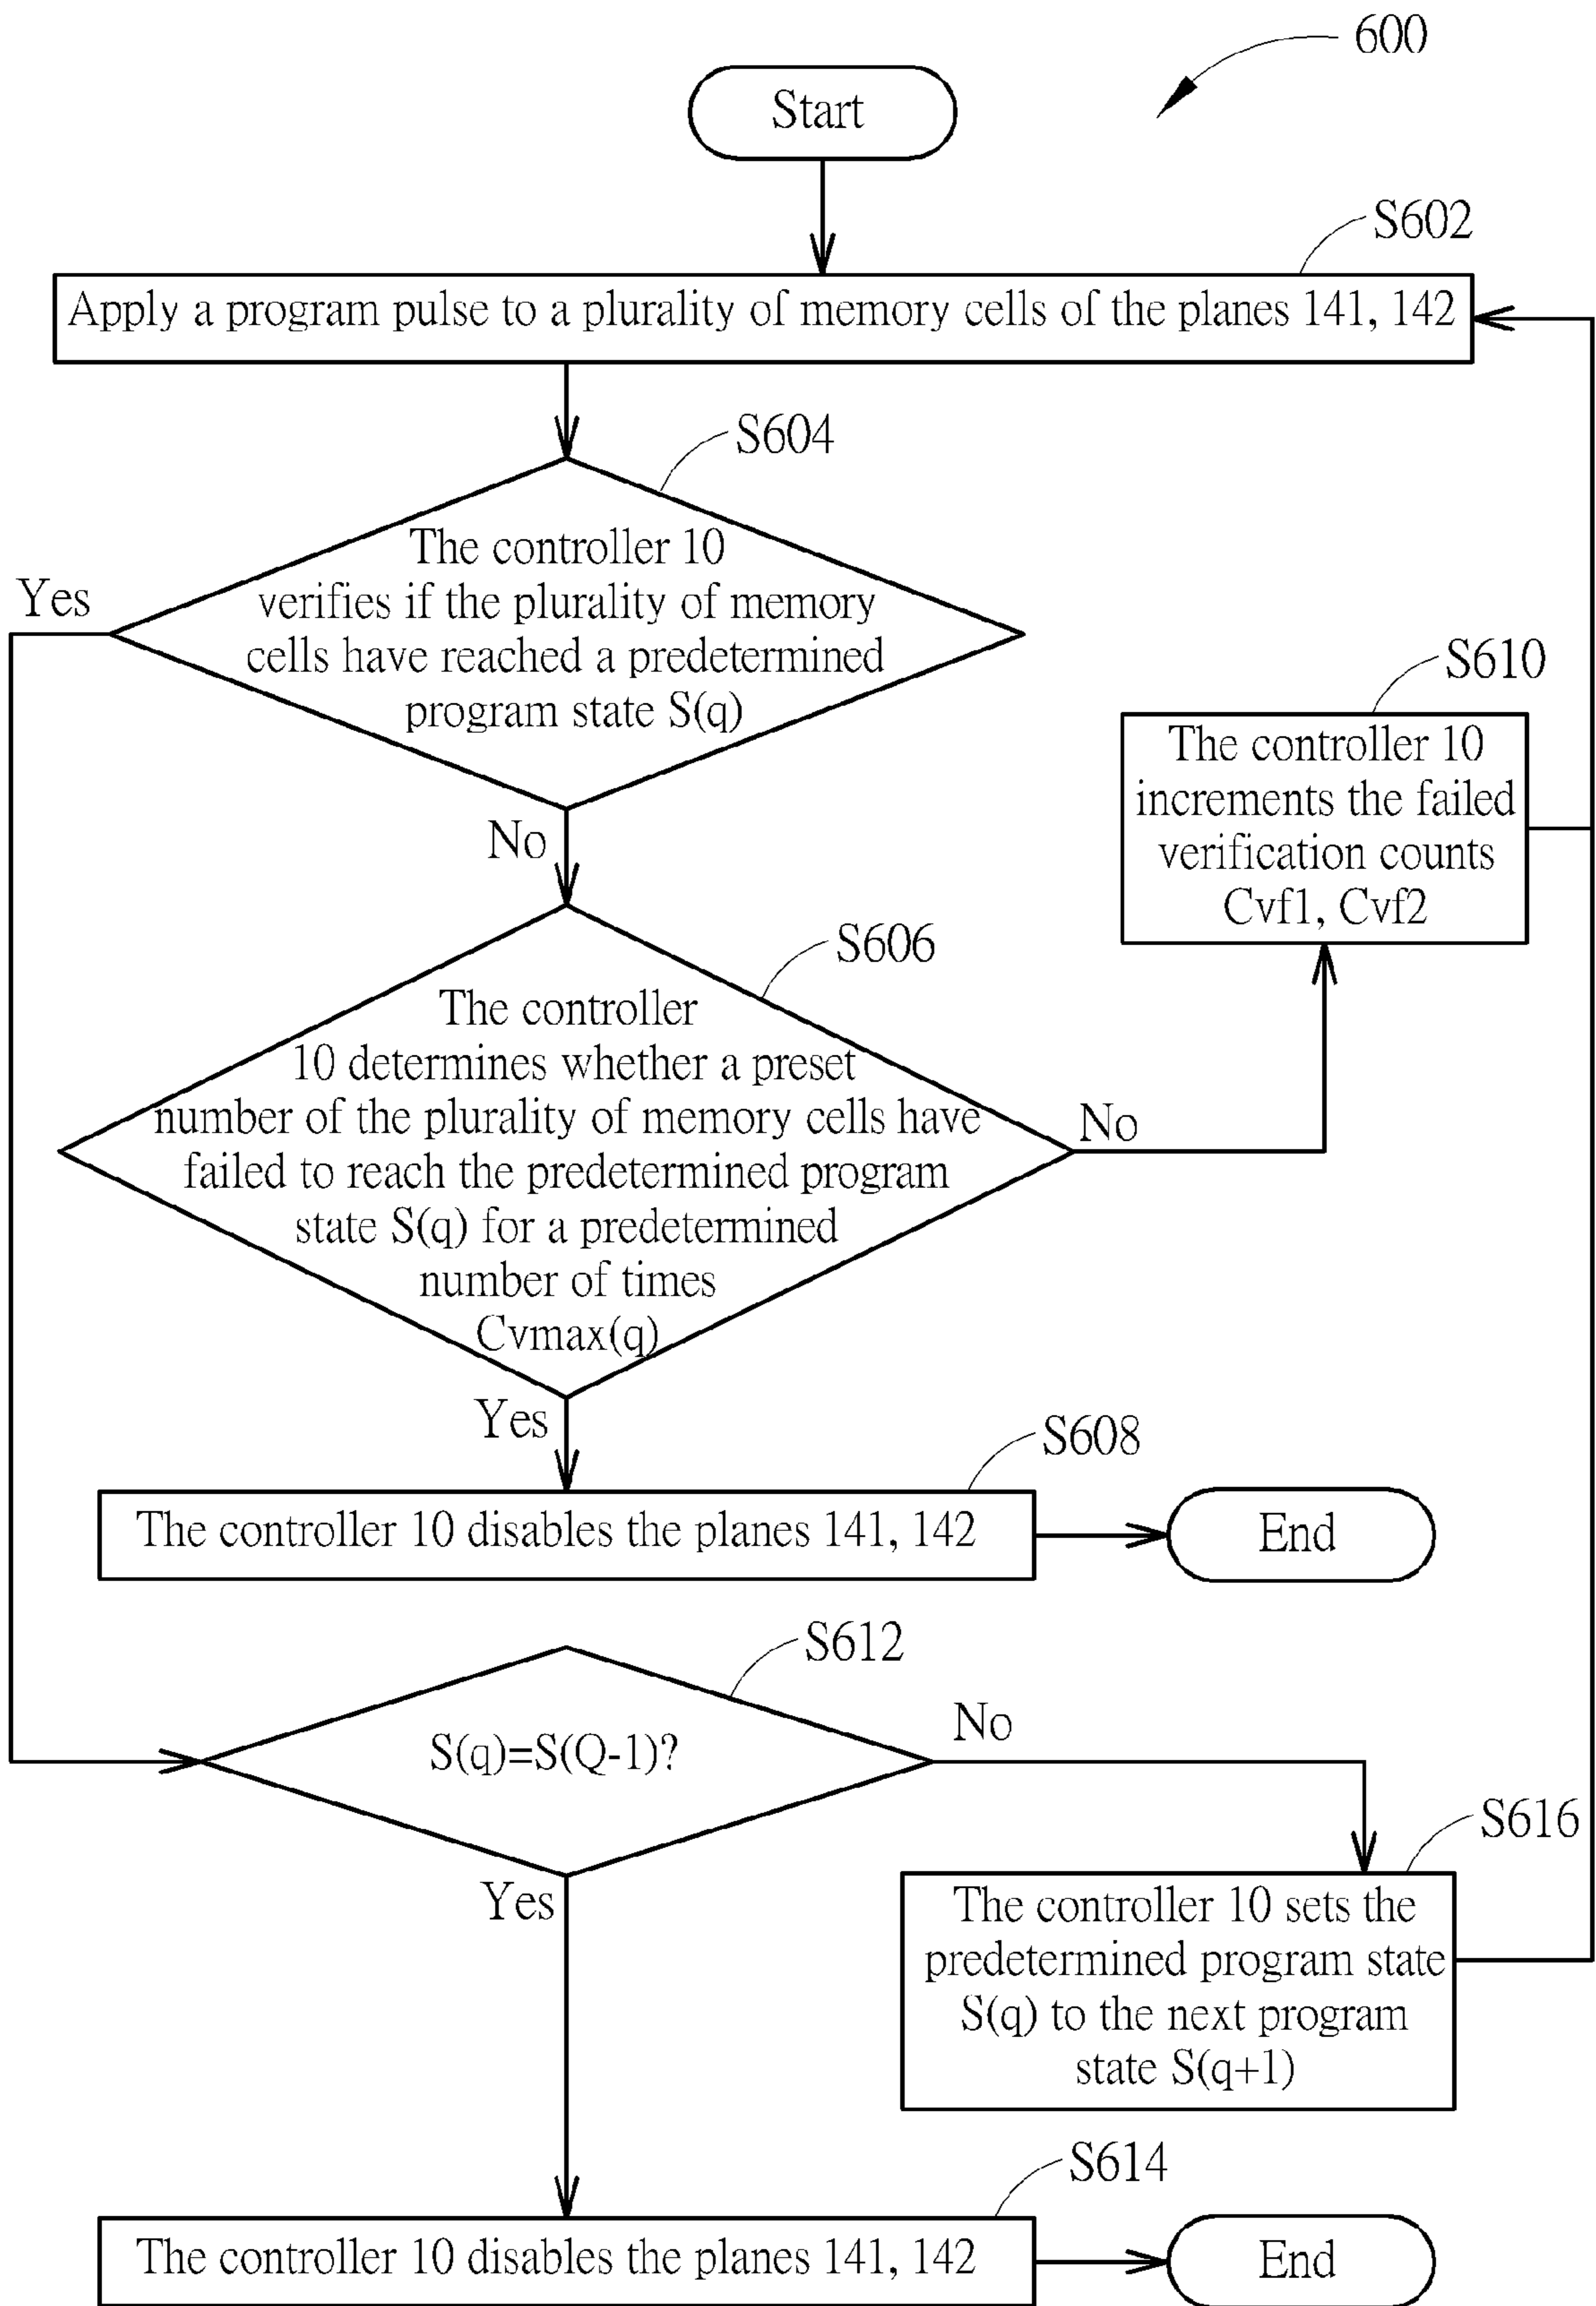 600
Start
S602
Apply a program pulse to a plurality of memory cells of the planes 141, 142
S604
The controller 10
verifies if the plurality of memory
cells have reached a predetermined
program state S(q)
Yes
No
S610
The controller 10
increments the failed
verification counts
Cvf1, Cvf2
S606
The controller
10 determines whether a preset
number of the plurality of memory cells have
failed to reach the predetermined program
state S(q) for a predetermined
number of times
Cvmax(q)
No
Yes
S608
The controller 10 disables the planes 141, 142
End
S612
S(q)=S(Q-1)?
No
Yes
S616
The controller 10 sets the
predetermined program state
S(q) to the next program
state S(q+1)
S614
The controller 10 disables the planes 141, 142
End